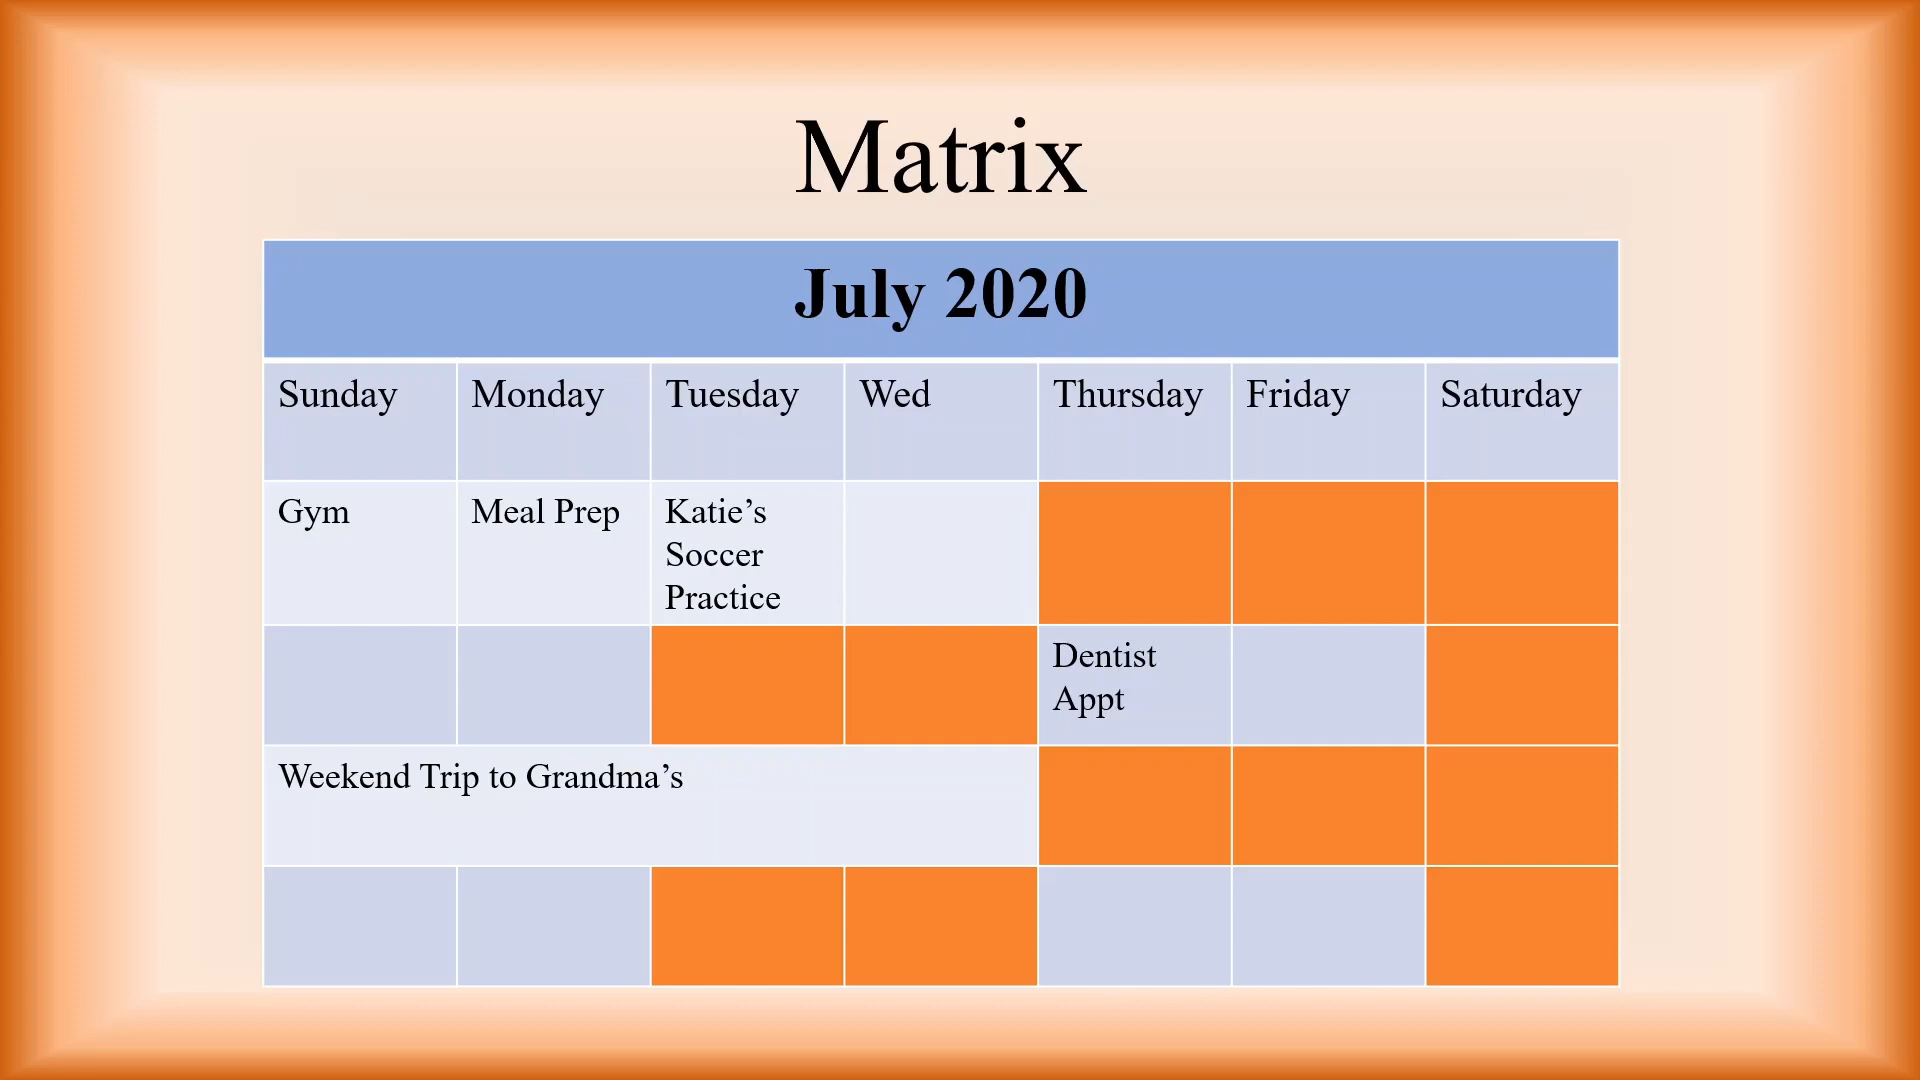 Matrix
July 2020
Sunday Monday Tuesday Wed Thursday Friday Saturday
Gym Meal Prep Katie’s
Soccer
Practice
Dentist
Appt
Weekend Trip to Grandma’s